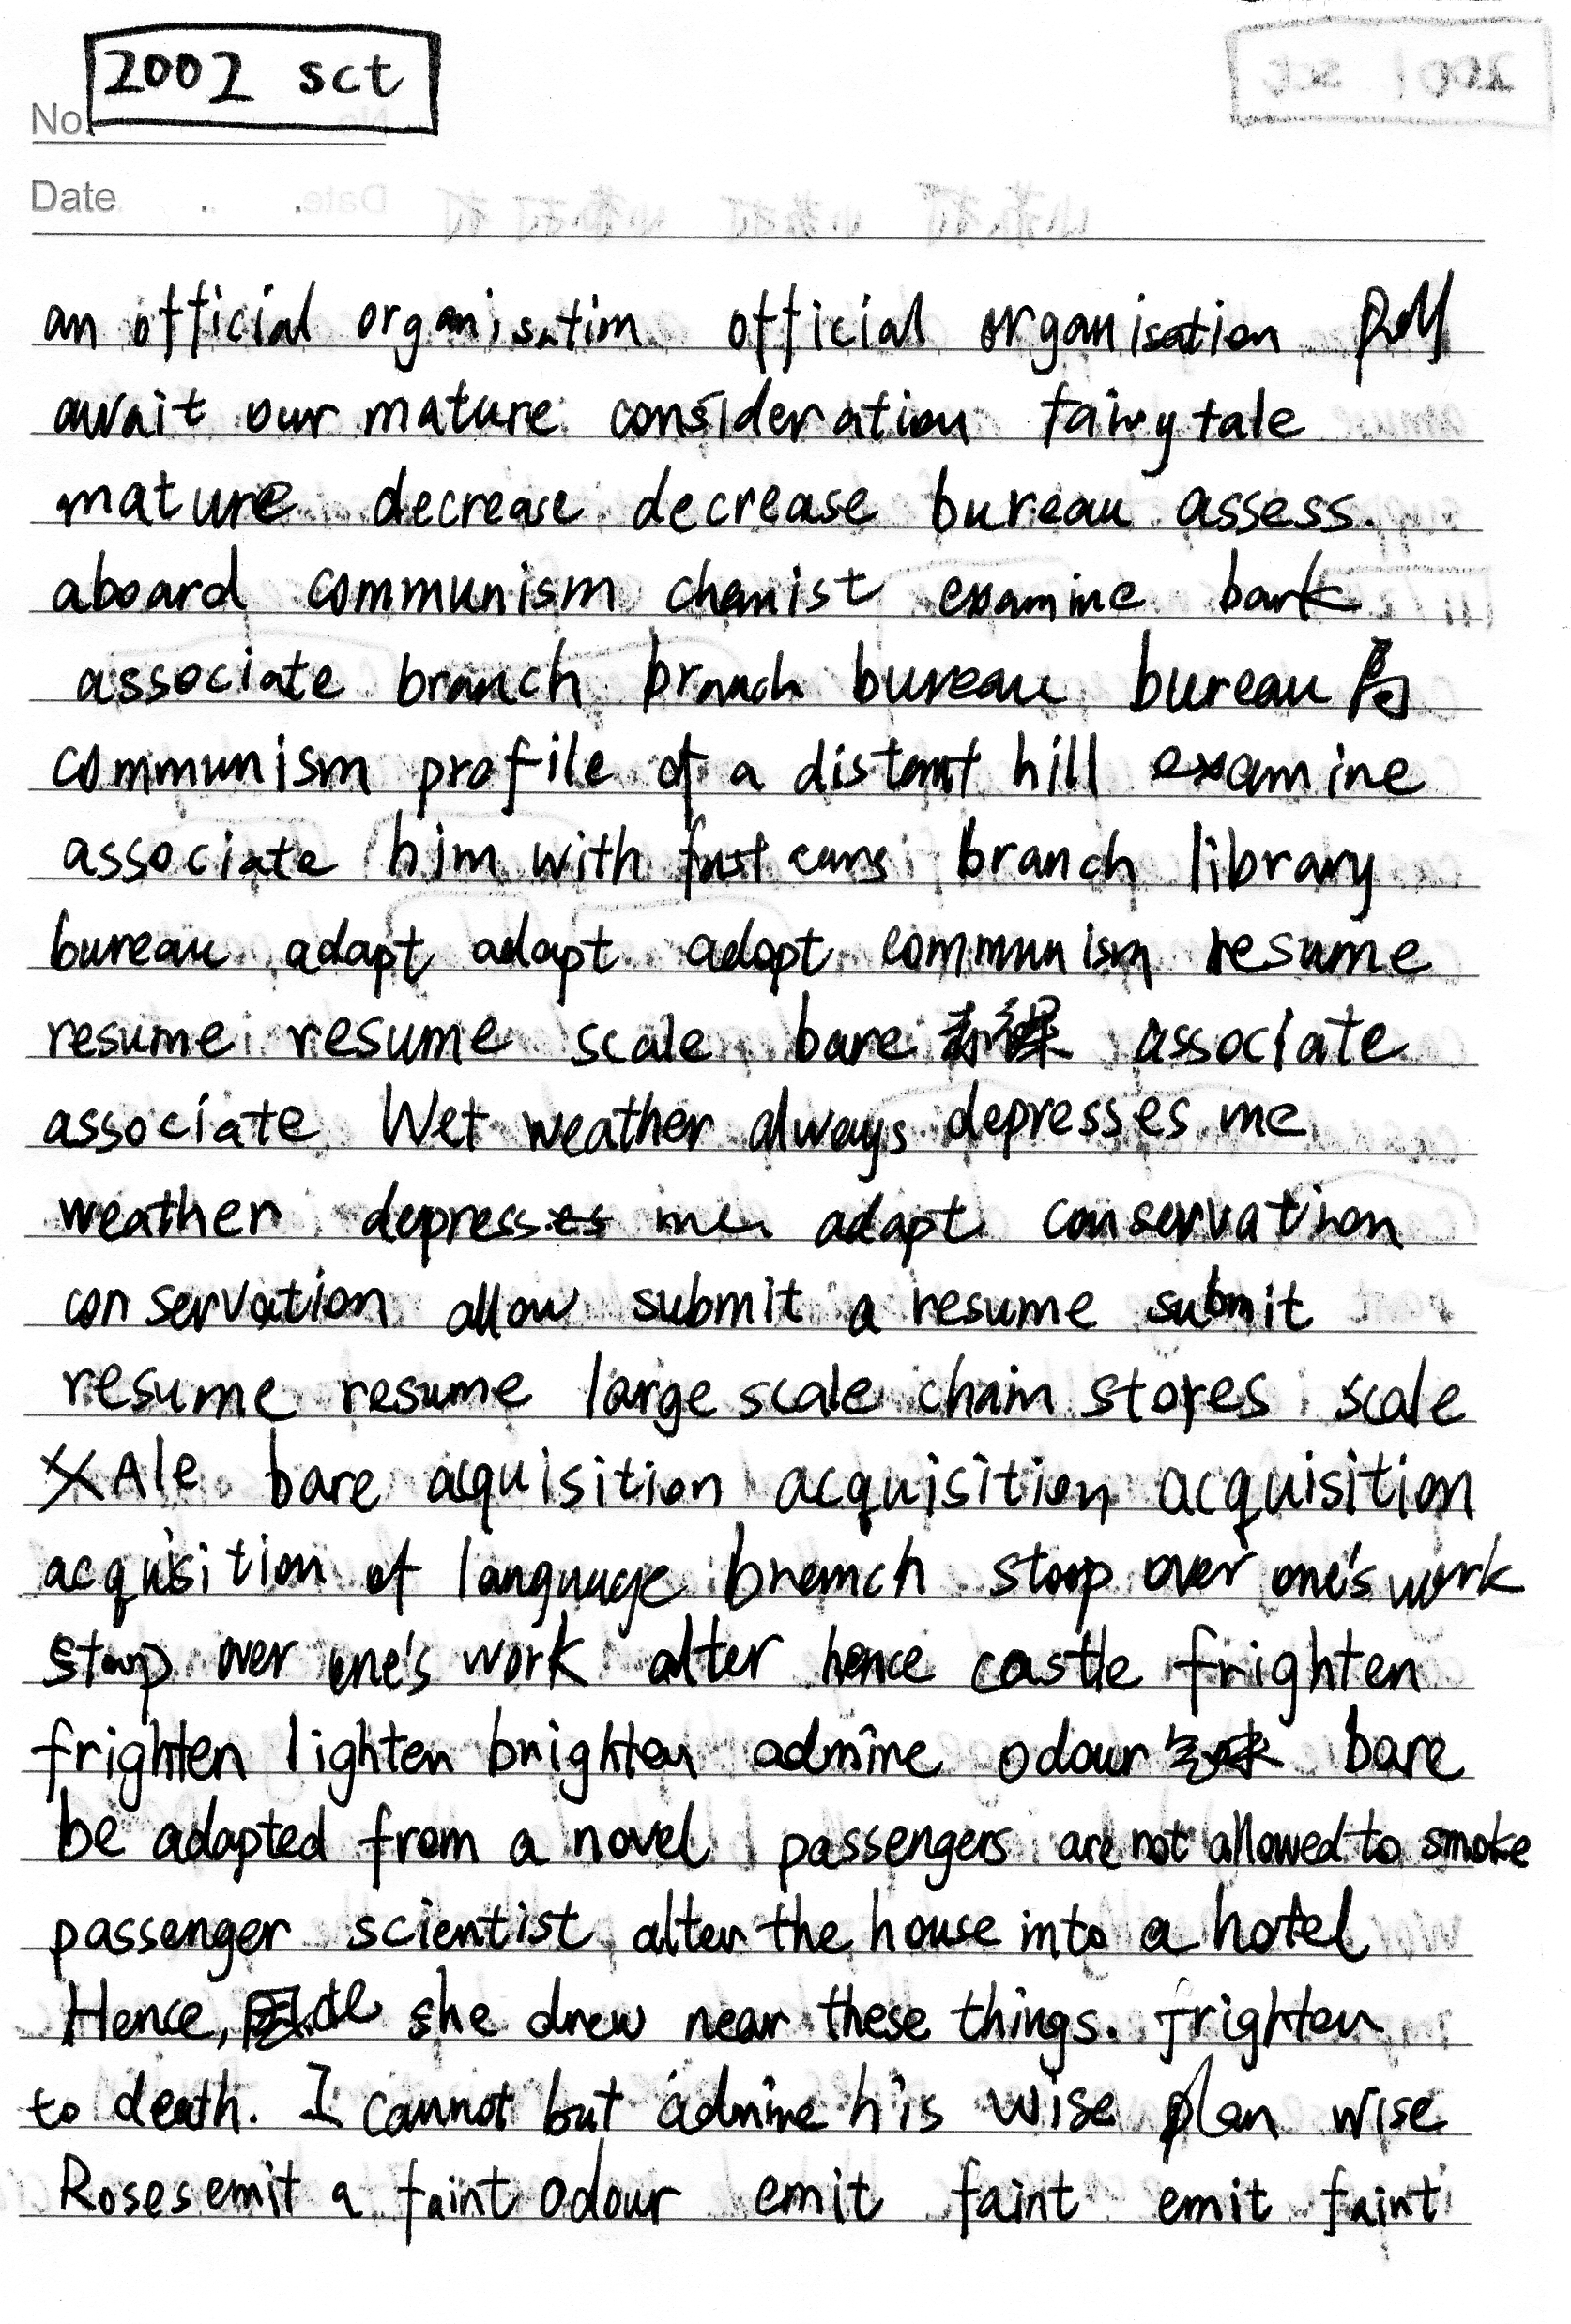 2002 sct
No.
Date . .
an official organisation official organisation
await our mature consideration fairy tale
mature decrease decrease bureau assess.
aboard communism chemist examine bark
associate branch branch bureau bureau 局
communism profile of a distant hill examine
associate him with fast cars branch library
bureau adapt adapt adopt communism resume
resume resume scale bare 赤裸 associate
associate Wet weather always depresses me
weather depresses me adapt conservation
conservation allow submit a resume submit
resume resume large scale chain stores scale
bare acquisition acquisition acquisition
acquisition of language branch stoop over one's work
stoop over one's work alter hence castle frighten
frighten lighten brighten admire odour 气味 bare
be adapted from a novel passengers are not allowed to smoke
passenger scientist alter the house into a hotel
Hence, 因此 she drew near these things. frighten
to death. I cannot but admire his wise plan wise
Roses emit a faint odour emit faint emit faint